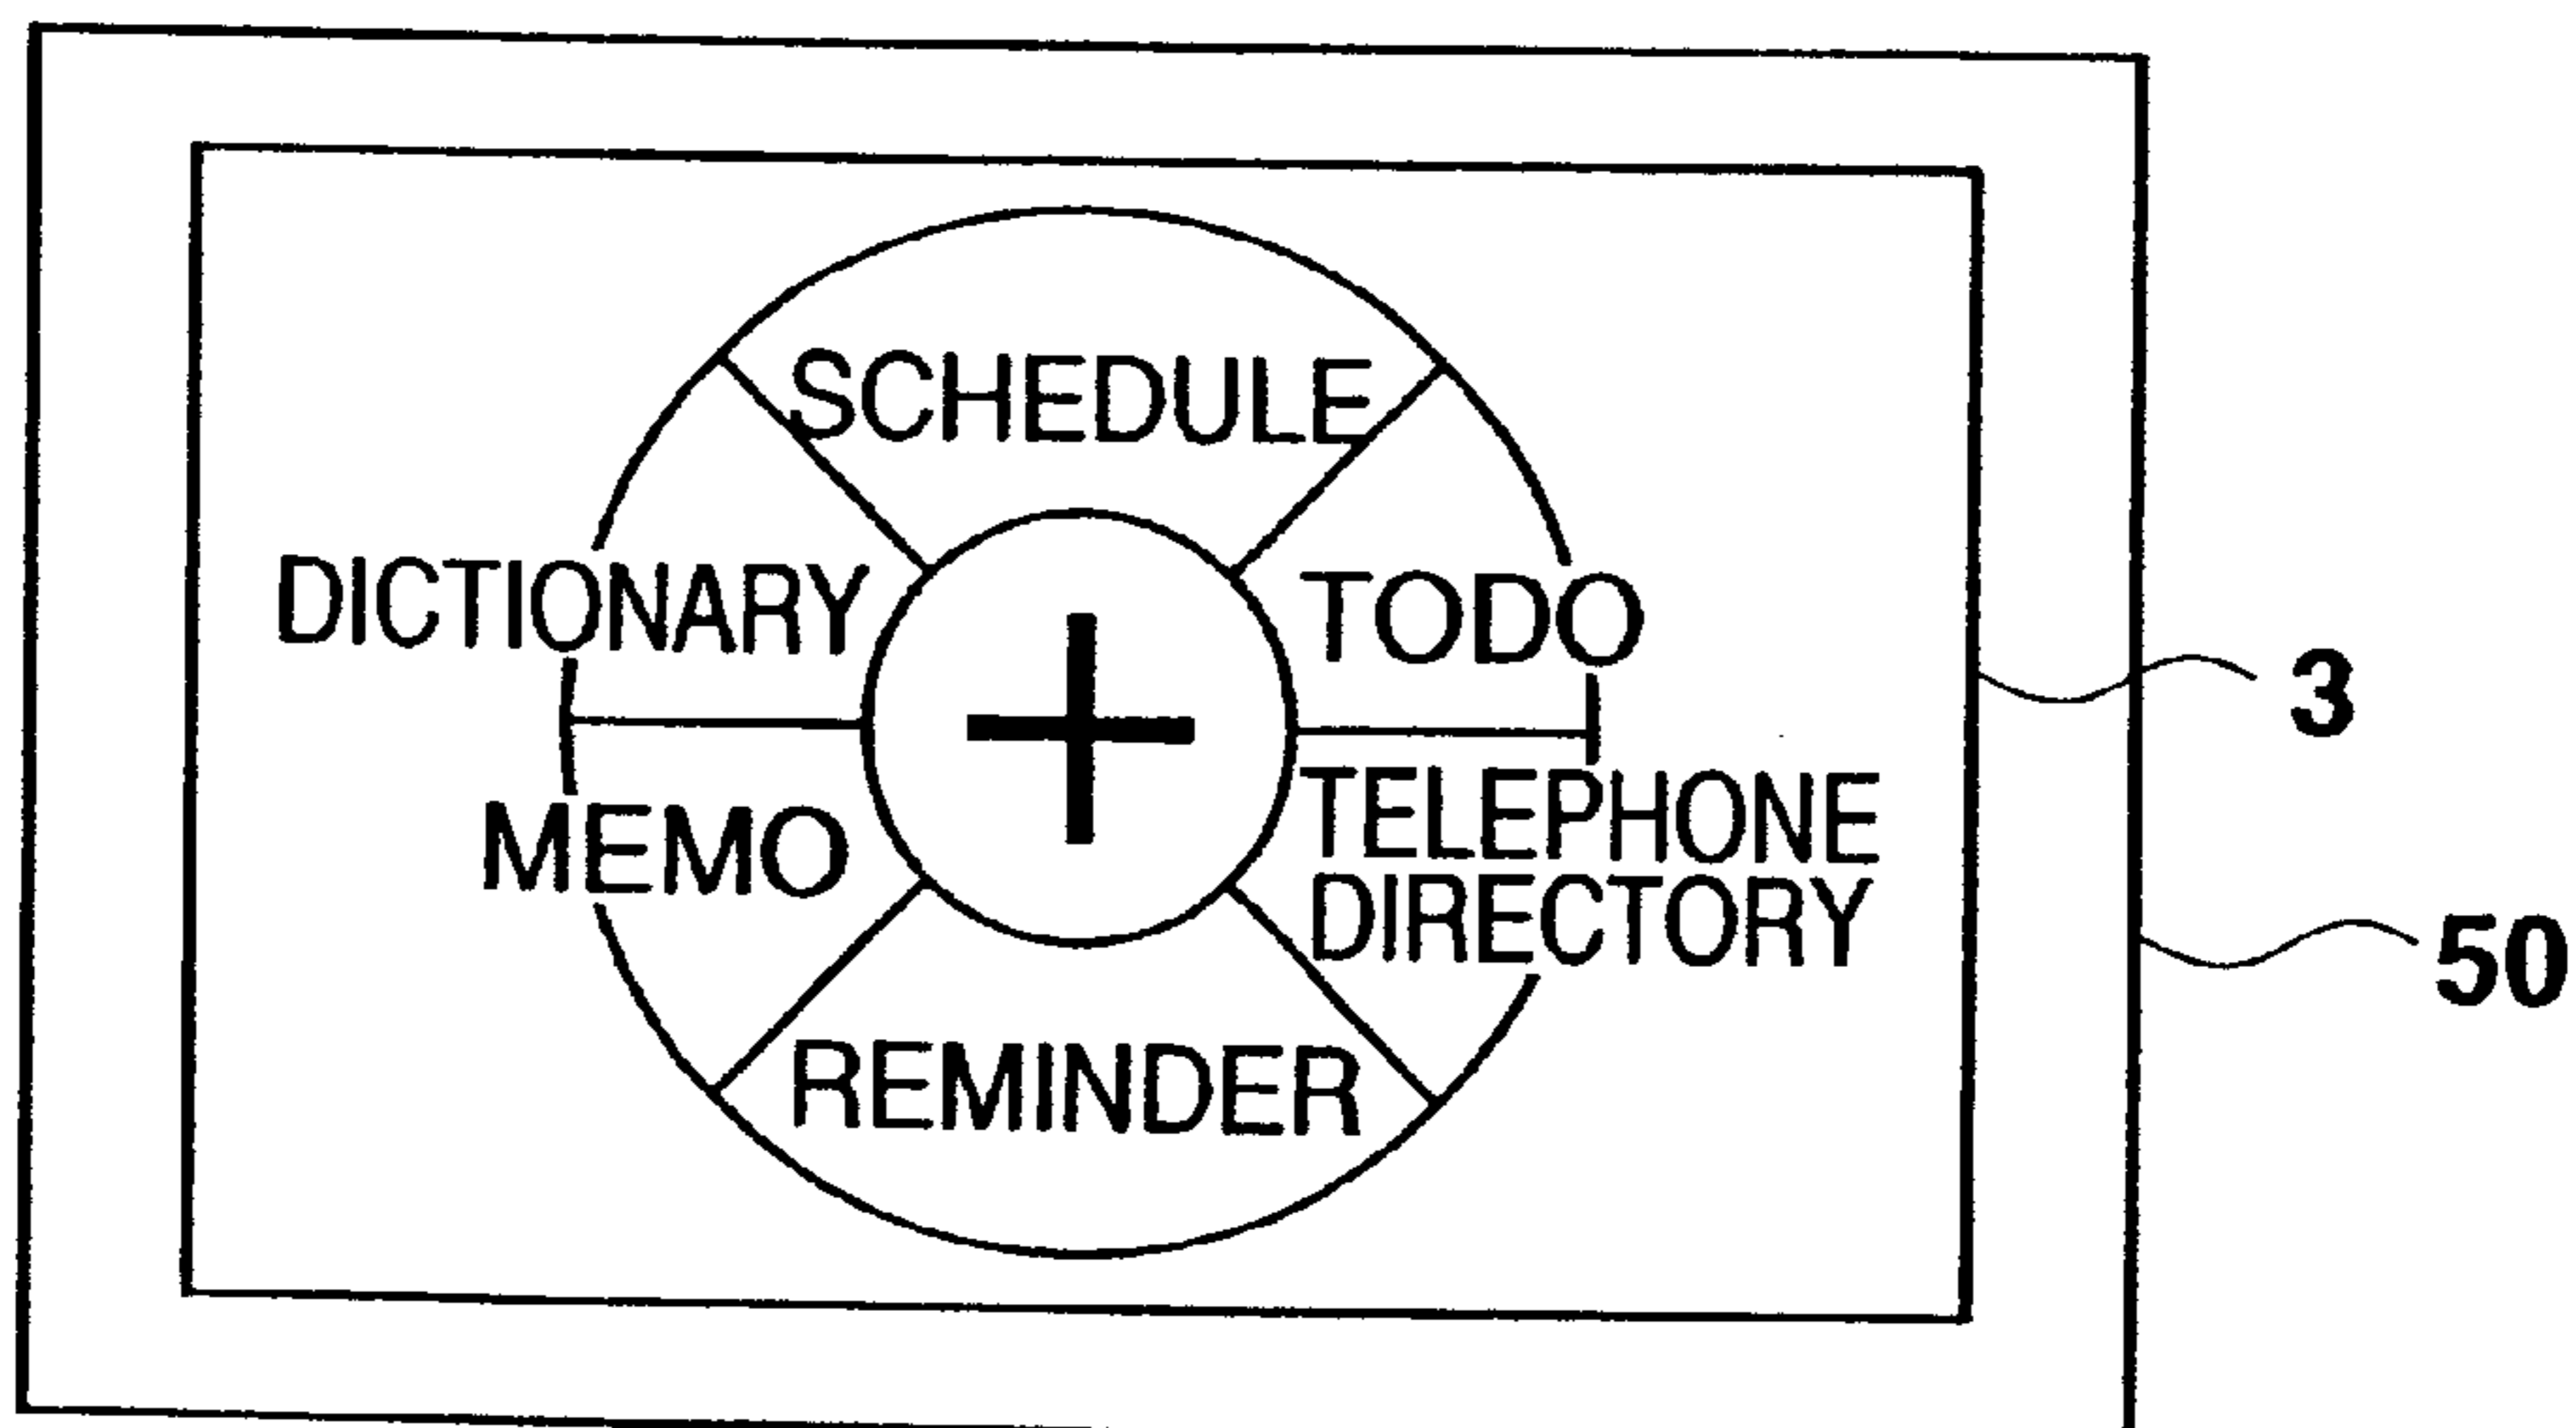 SCHEDULE
DICTIONARY
TODO
MEMO
TELEPHONE
DIRECTORY
REMINDER
3
50